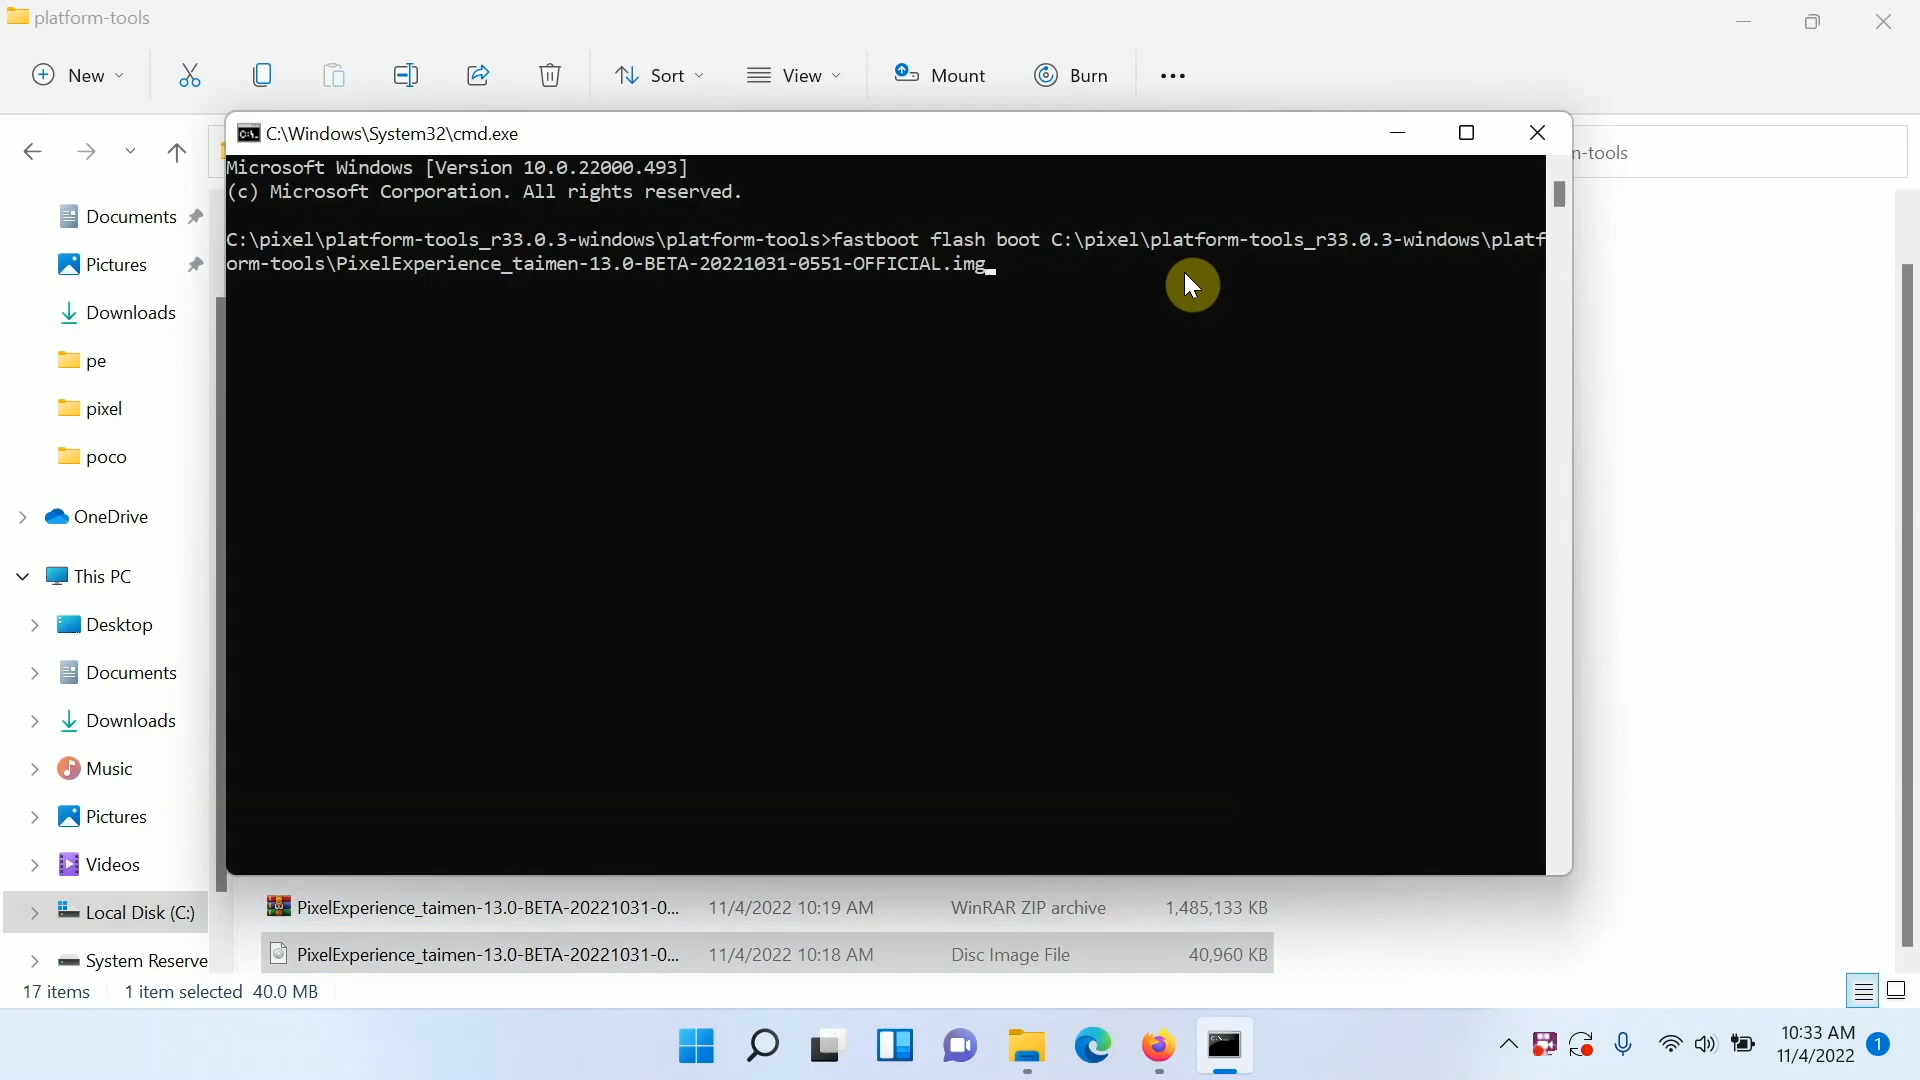 platform-tools
New
Sort
View
Mount
Burn
C:\Windows\System32\cmd.exe
n-tools
Microsoft Windows [Version 10.0.22000.493]
(c) Microsoft Corporation. All rights reserved.
C:\pixel\platform-tools_r33.0.3-windows\platform-tools>fastboot flash boot C:\pixel\platform-tools_r33.0.3-windows\platf
orm-tools\PixelExperience_taimen-13.0-BETA-20221031-0551-OFFICIAL.img_
Documents
Pictures
Downloads
pe
pixel
poco
OneDrive
This PC
Desktop
Documents
Downloads
Music
Pictures
Videos
Local Disk (C:)
System Reserve
PixelExperience_taimen-13.0-BETA-20221031-0... 11/4/2022 10:19 AM WinRAR ZIP archive 1,485,133 KB
PixelExperience_taimen-13.0-BETA-20221031-0... 11/4/2022 10:18 AM Disc Image File 40,960 KB
17 items 1 item selected 40.0 MB
10:33 AM
11/4/2022
1